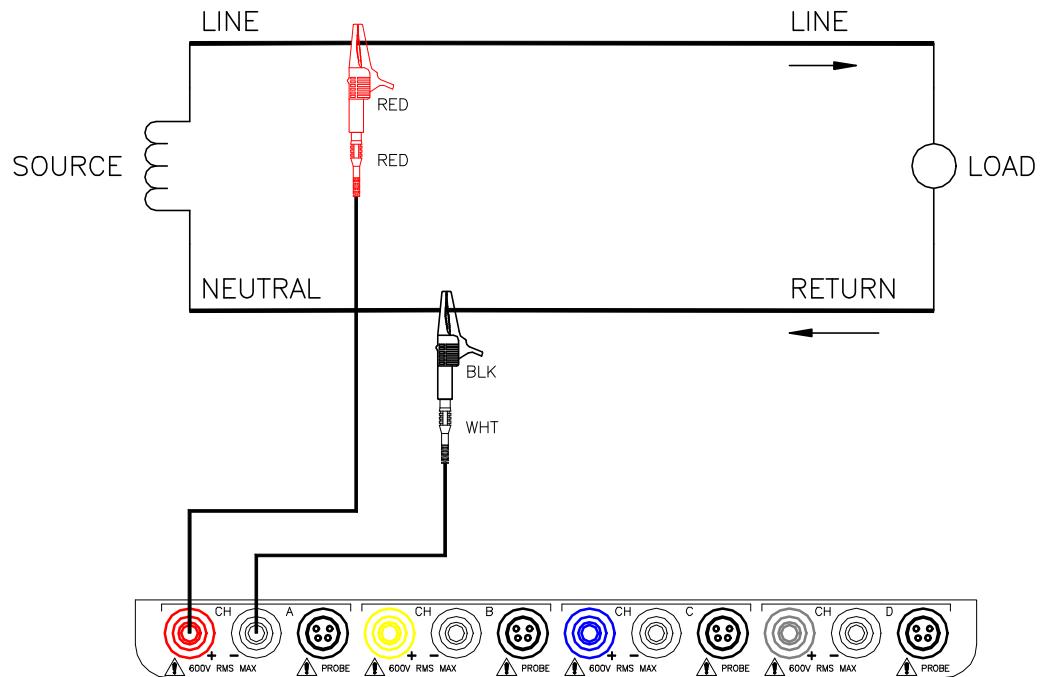 LINE LINE
RED
RED
SOURCE LOAD
NEUTRAL RETURN
BLK
WHT
CH A CH B CH C CH D
+ − + − + − + −
600V RMS MAX PROBE 600V RMS MAX PROBE 600V RMS MAX PROBE 600V RMS MAX PROBE